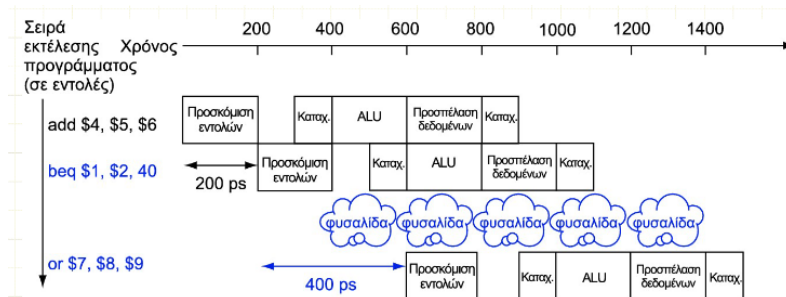 Σειρά
εκτέλεσης Χρόνος
προγράμματος
(σε εντολές)
200 400 600 800 1000 1200 1400
add $4, $5, $6
Προσκόμιση
εντολών
Καταχ.
ALU
Προσπέλαση
δεδομένων
Καταχ.
beq $1, $2, 40
200 ps
Προσκόμιση
εντολών
Καταχ.
ALU
Προσπέλαση
δεδομένων
Καταχ.
φυσαλίδα φυσαλίδα φυσαλίδα φυσαλίδα φυσαλίδα
or $7, $8, $9
400 ps
Προσκόμιση
εντολών
Καταχ.
ALU
Προσπέλαση
δεδομένων
Καταχ.